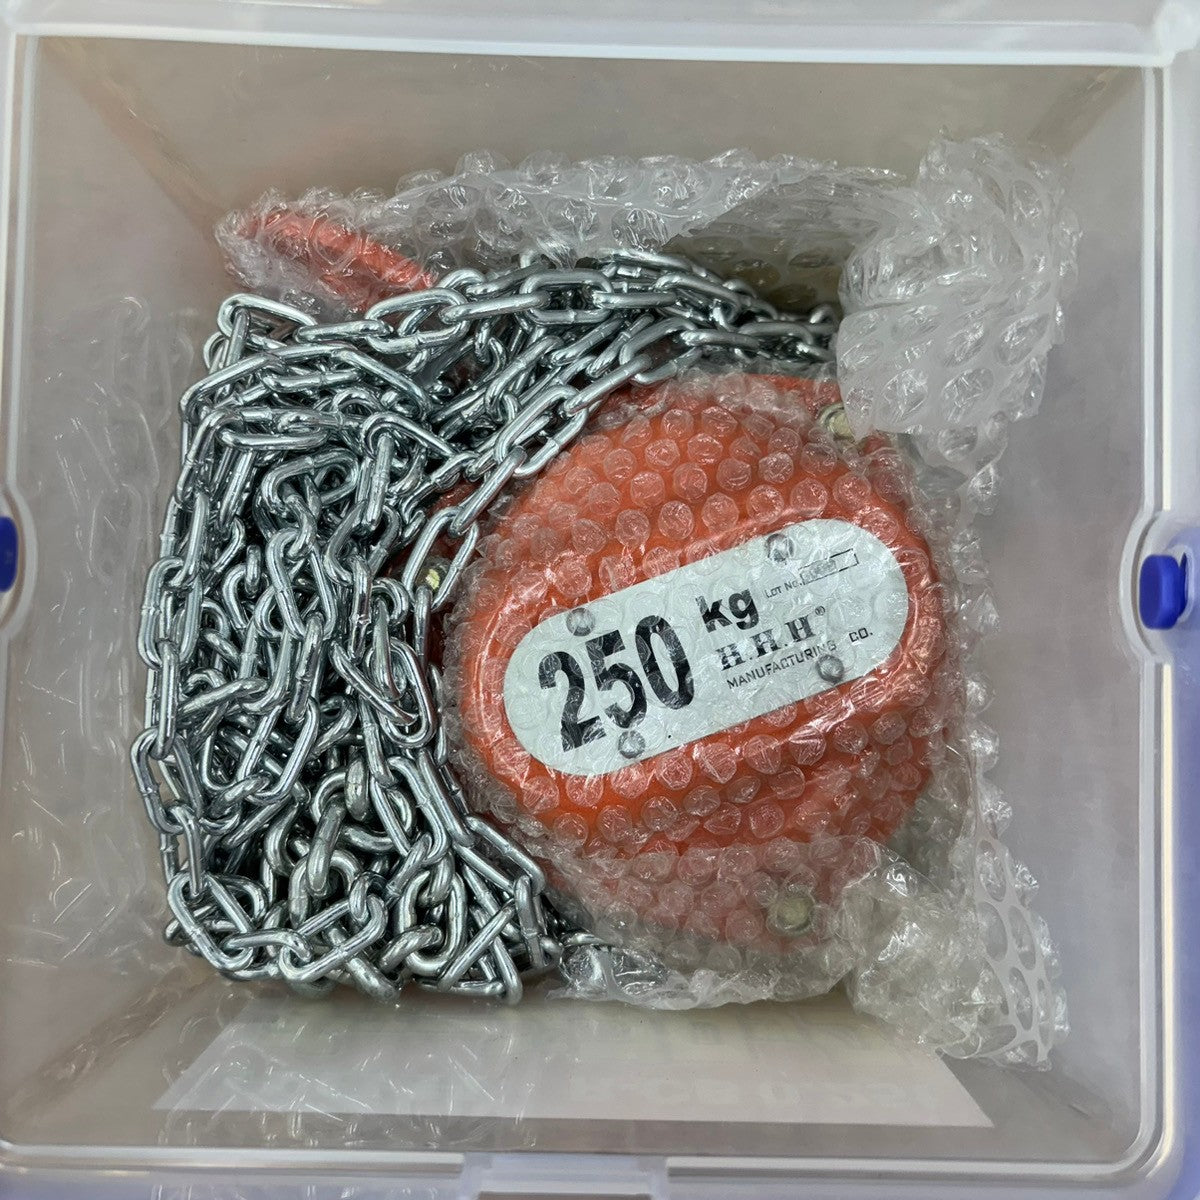 250 kg
LOT No.
H.H.H®
MANUFACTURING CO.